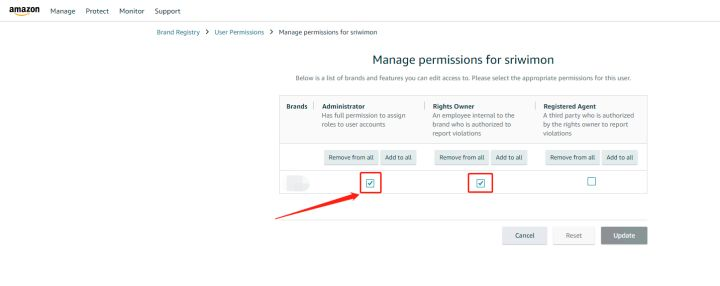 amazon Manage Protect Monitor Support
Brand Registry > User Permissions > Manage permissions for sriwimon
Manage permissions for sriwimon
Below is a list of brands and features you can edit access to. Please select the appropriate permissions for this user.
Brands
Administrator
Has full permission to assign
roles to user accounts
Rights Owner
An employee internal to the
brand who is authorized to
report violations
Registered Agent
A third party who is authorized
by the rights owner to report
violations
Remove from all Add to all
Remove from all Add to all
Remove from all Add to all
Cancel Reset Update